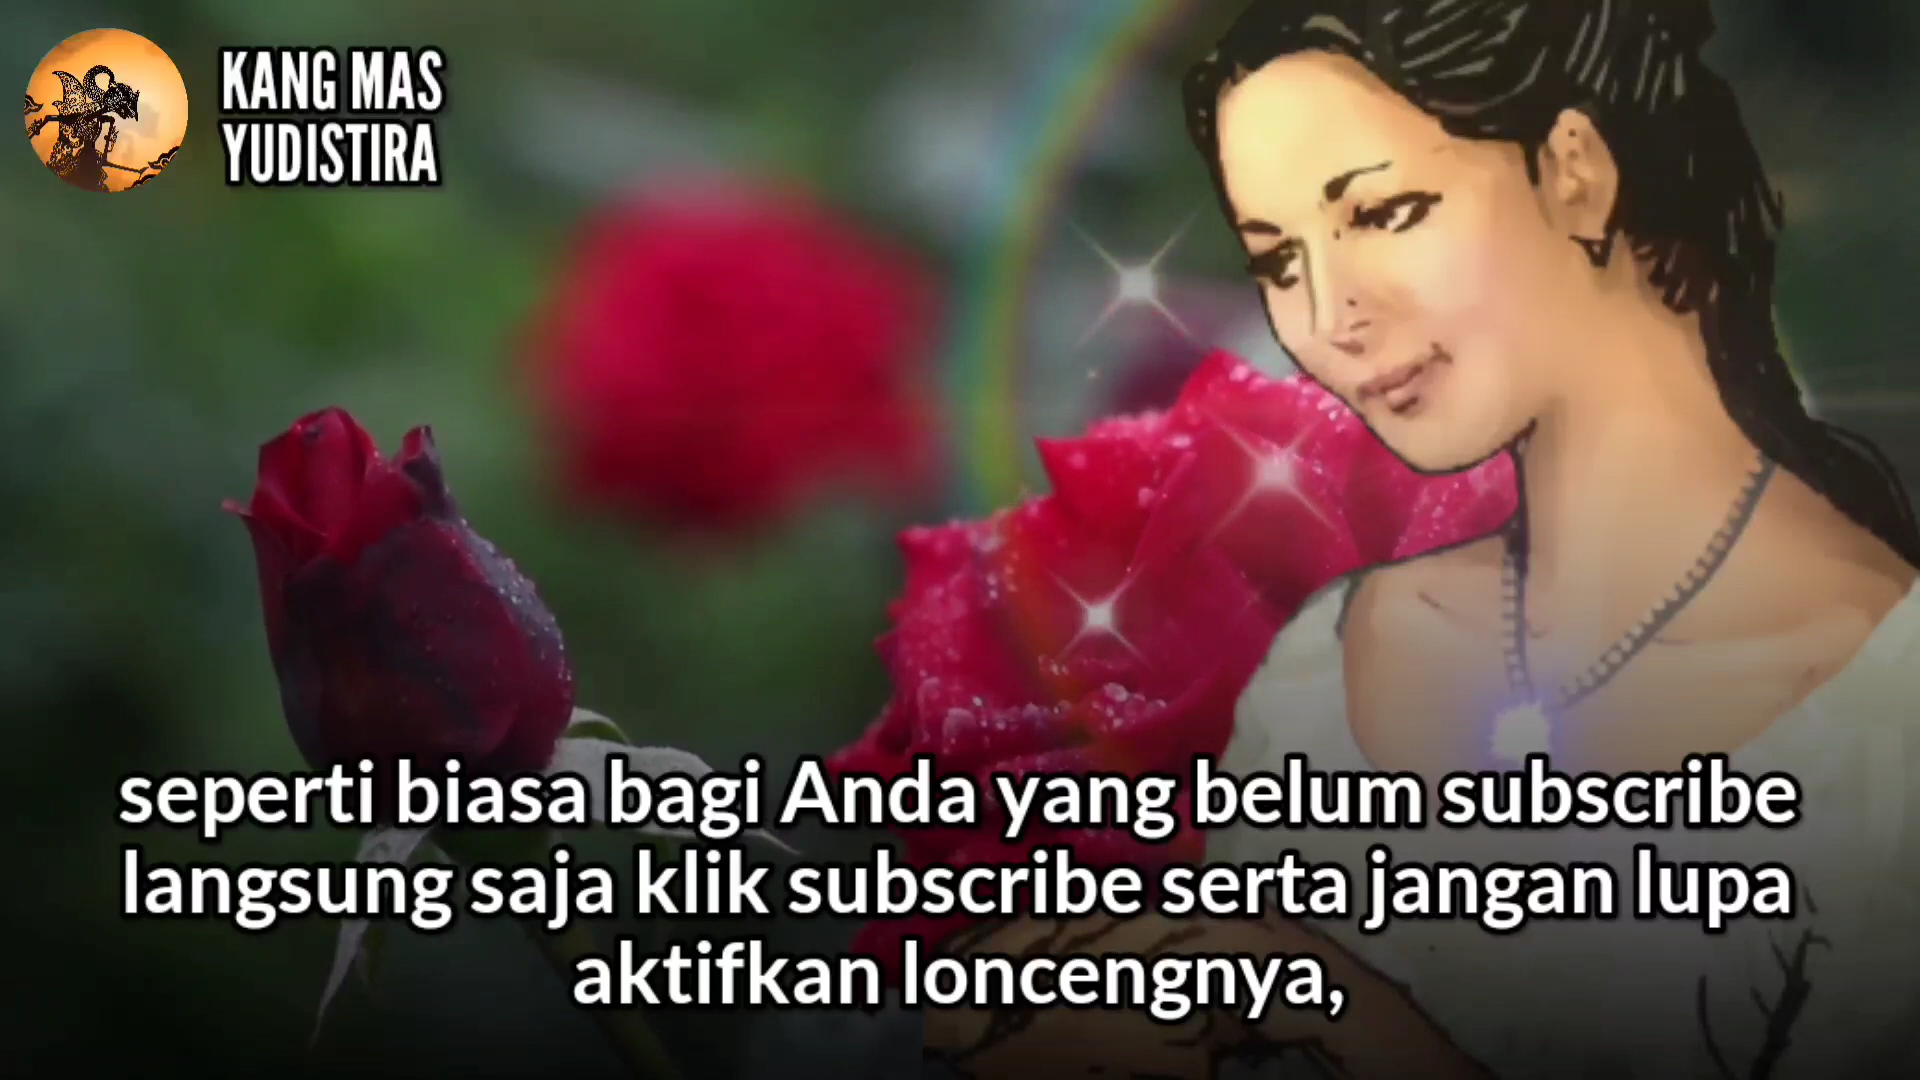 KANG MAS
YUDISTIRA
seperti biasa bagi Anda yang belum subscribe
langsung saja klik subscribe serta jangan lupa
aktifkan loncengnya,